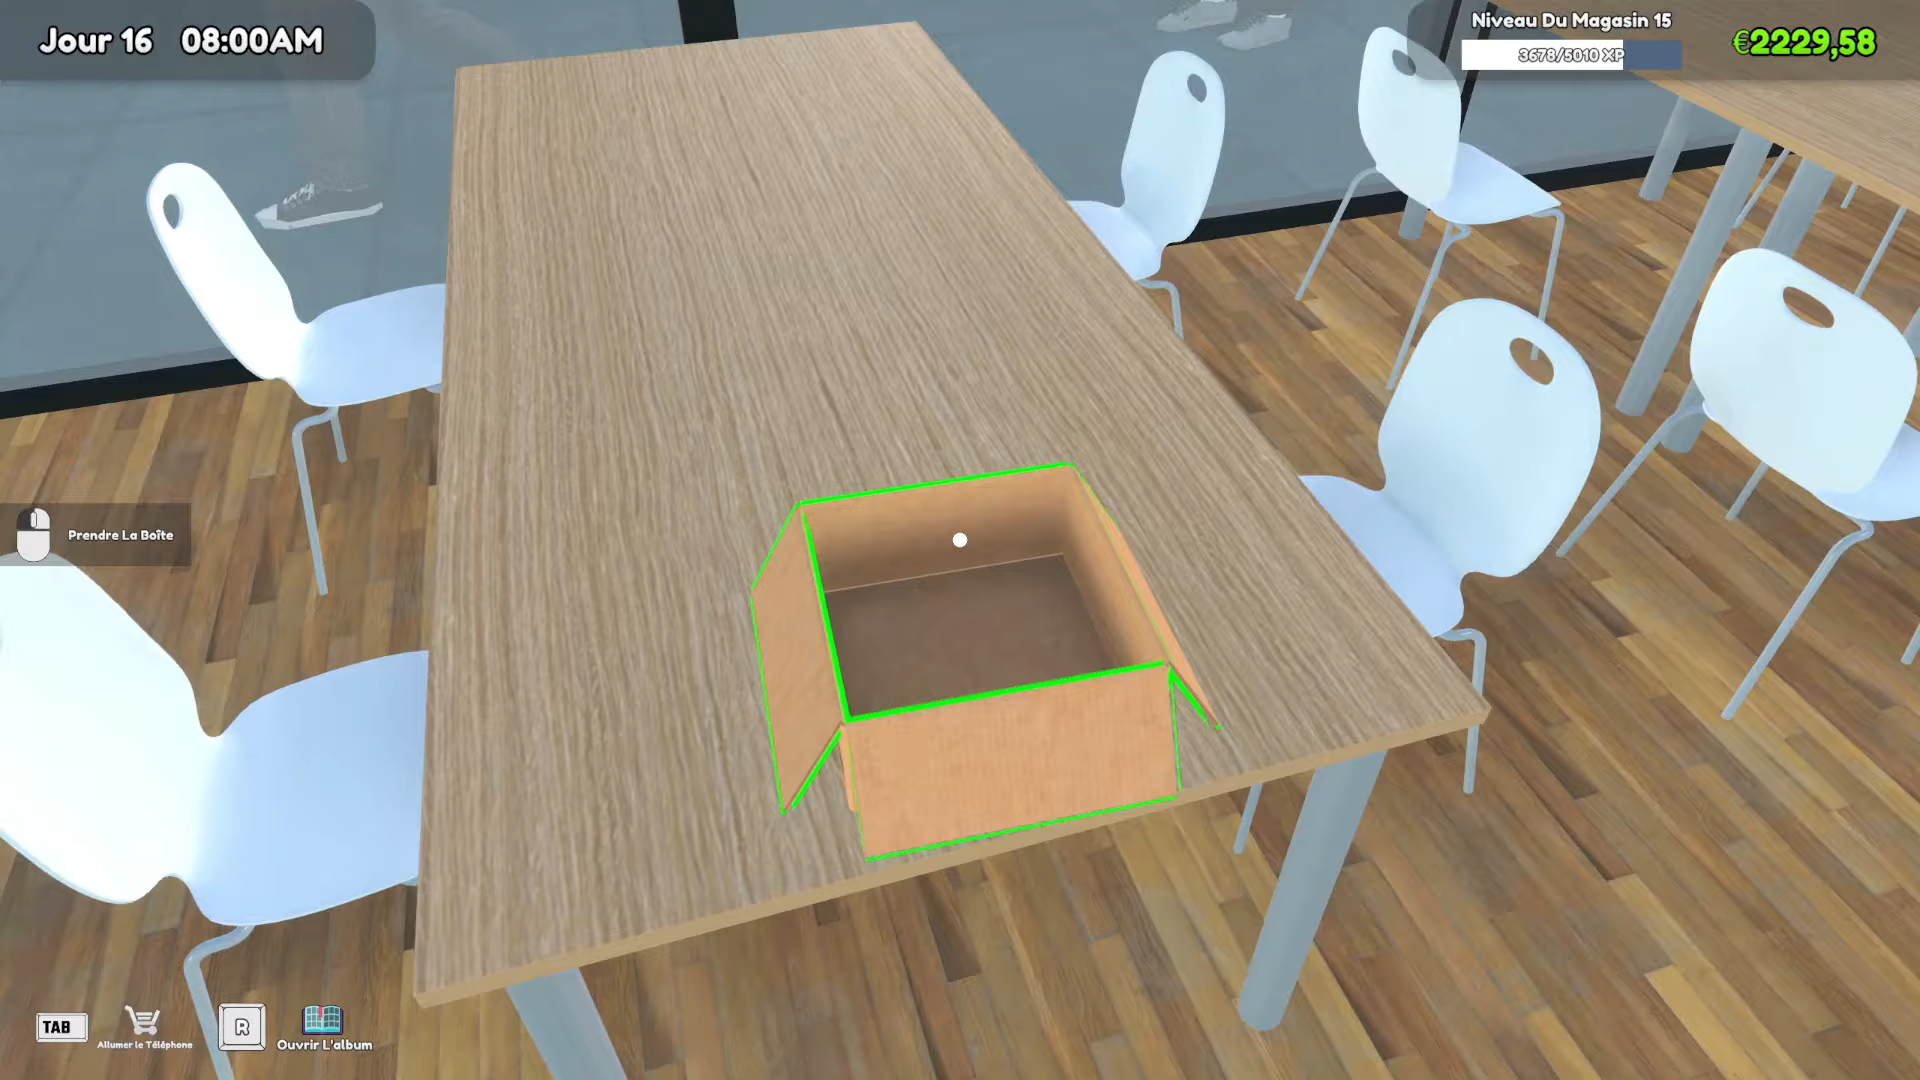 Jour 16 08:00AM
Niveau Du Magasin 15
3678/5010 XP
€2229,58
Prendre La Boîte
TAB
Allumer le Téléphone
R
Ouvrir L'album